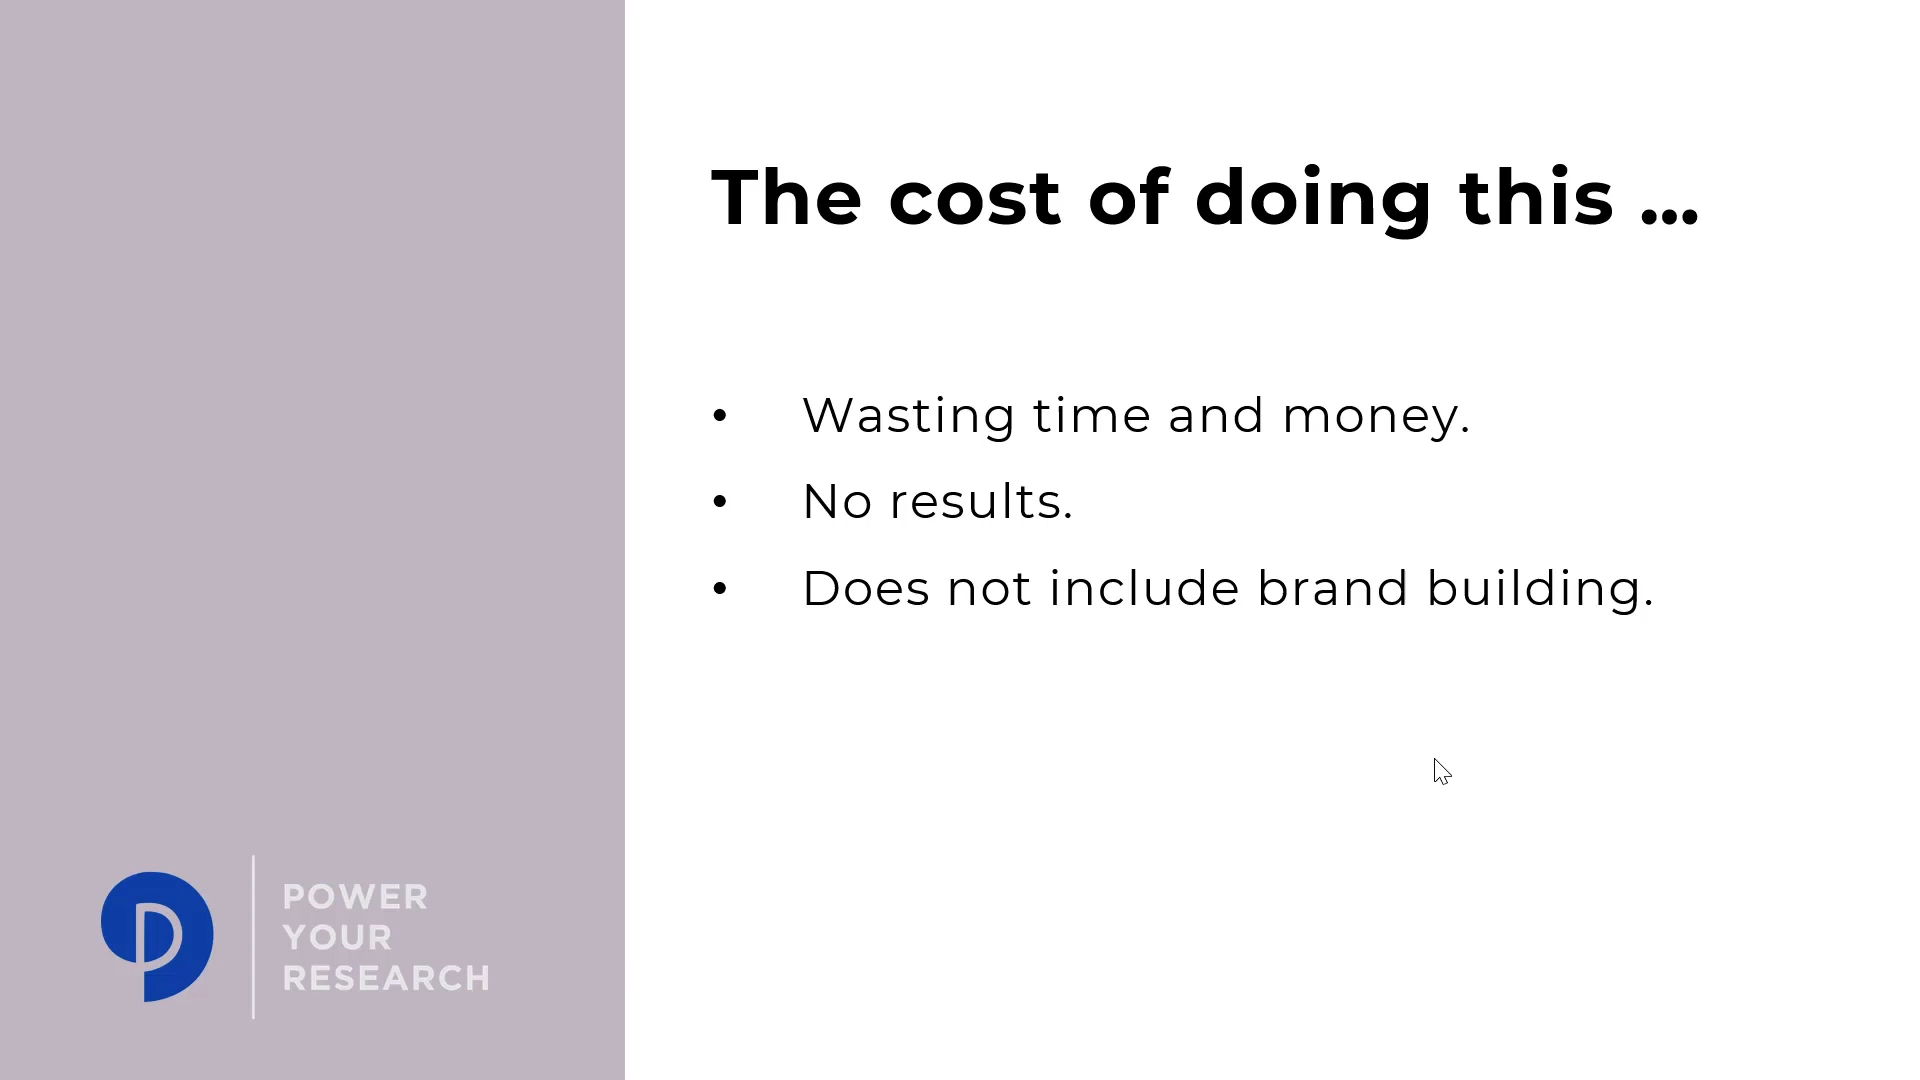 The cost of doing this ...
• Wasting time and money.
• No results.
• Does not include brand building.
POWER
YOUR
RESEARCH